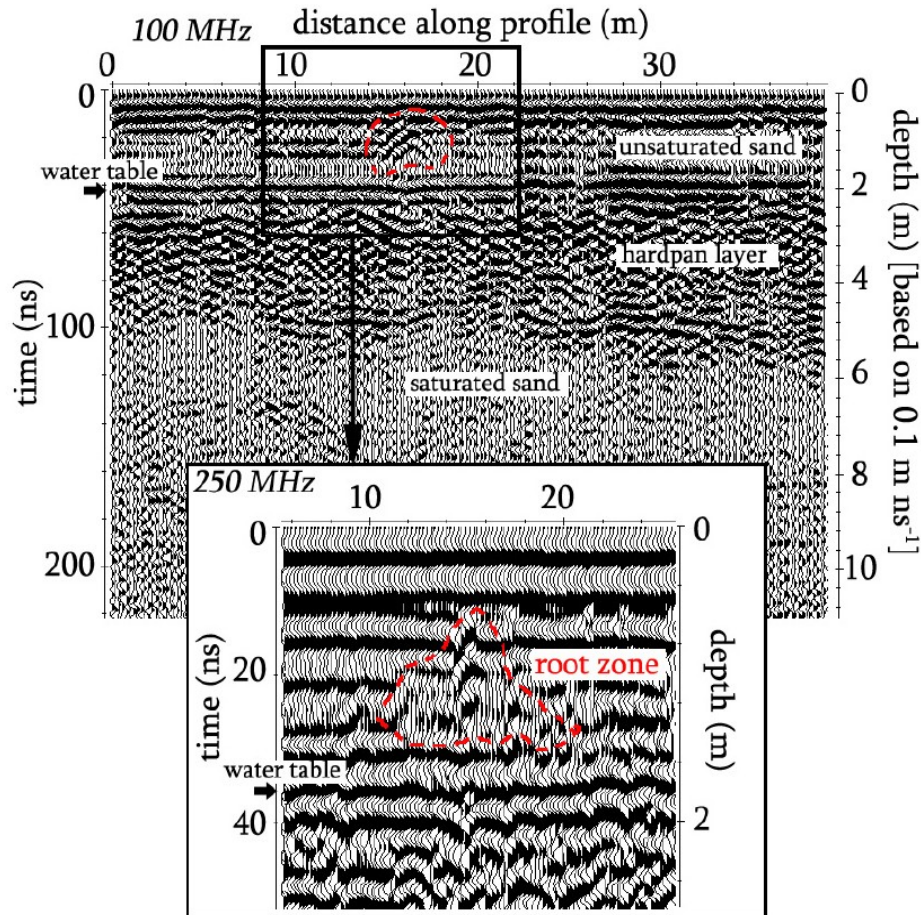 100 MHz
distance along profile (m)
0 10 20 30
0
100
200
time (ns)
water table
unsaturated sand
hardpan layer
saturated sand
0
2
4
6
8
10
depth (m) [based on 0.1 m ns⁻¹]
250 MHz
10 20
0
20
40
time (ns)
water table
root zone
0
2
depth (m)